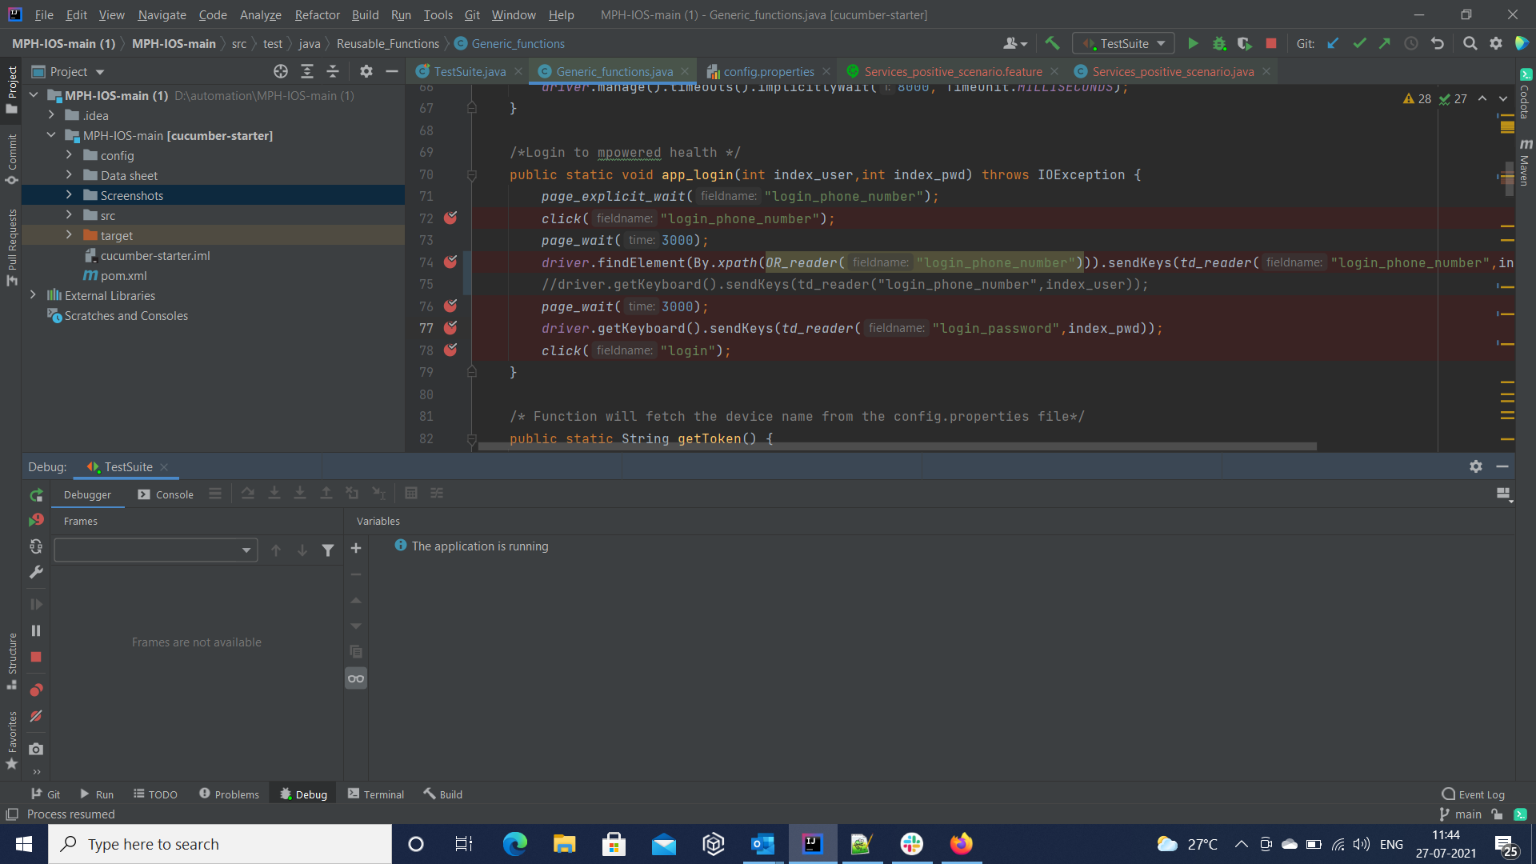 File Edit View Navigate Code Analyze Refactor Build Run Tools Git Window Help MPH-IOS-main (1) - Generic_functions.java [cucumber-starter]
MPH-IOS-main (1) MPH-IOS-main src test java Reusable_Functions Generic_functions TestSuite Git:
Project TestSuite.java Generic_functions.java config.properties Services_positive_scenario.feature Services_positive_scenario.java
MPH-IOS-main (1) D:\automation\MPH-IOS-main (1)
.idea
MPH-IOS-main [cucumber-starter]
config
Data sheet
Screenshots
src
target
cucumber-starter.iml
pom.xml
External Libraries
Scratches and Consoles
Project
Commit
Pull Requests
Structure
Favorites
28 27
66 driver.manage().timeouts().implicitlyWait( l: 8000, TimeUnit.MILLISECONDS);
67 }
68
69 /*Login to mpowered health */
70 public static void app_login(int index_user,int index_pwd) throws IOException {
71 page_explicit_wait( fieldname: "login_phone_number");
72 click( fieldname: "login_phone_number");
73 page_wait( time: 3000);
74 driver.findElement(By.xpath(OR_reader( fieldname: "login_phone_number"))).sendKeys(td_reader( fieldname: "login_phone_number",in
75 //driver.getKeyboard().sendKeys(td_reader("login_phone_number",index_user));
76 page_wait( time: 3000);
77 driver.getKeyboard().sendKeys(td_reader( fieldname: "login_password",index_pwd));
78 click( fieldname: "login");
79 }
80
81 /* Function will fetch the device name from the config.properties file*/
82 public static String getToken() {
Codota
Maven
Debug: TestSuite
Debugger Console
Frames Variables
The application is running
Frames are not available
Git Run TODO Problems Debug Terminal Build Event Log
Process resumed main
Type here to search 27°C ENG 11:44
27-07-2021
25